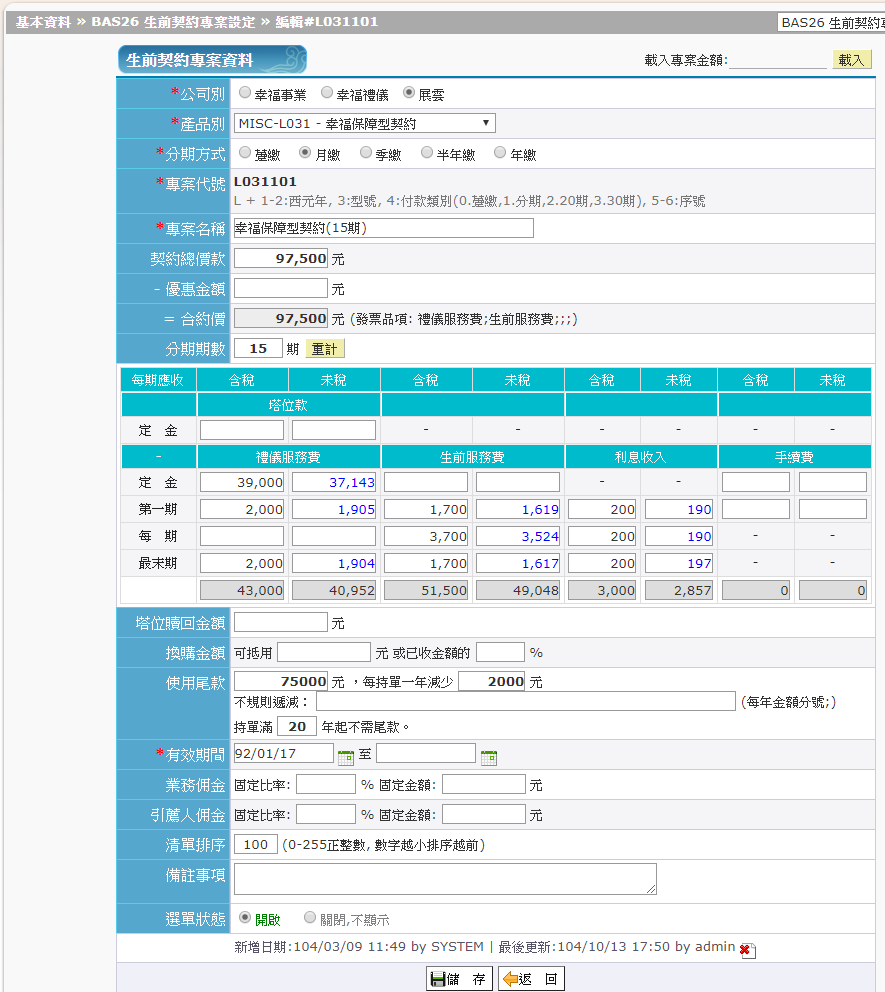 基本資料 » BAS26 生前契約專案設定 » 編輯#L031101
BAS26 生前契約專
生前契約專案資料
載入專案金額: 載入
*公司別 幸福事業 幸福禮儀 展雲
*產品別 MISC-L031 - 幸福保障型契約
*分期方式 躉繳 月繳 季繳 半年繳 年繳
*專案代號 L031101
L + 1-2:西元年, 3:型號, 4:付款類別(0.躉繳,1.分期,2.20期,3.30期), 5-6:序號
*專案名稱 幸福保障型契約(15期)
契約總價款 97,500 元
- 優惠金額 元
= 合約價 97,500 元 (發票品項: 禮儀服務費;生前服務費;;;)
分期期數 15 期 重計
每期應收 含稅 未稅 含稅 未稅 含稅 未稅 含稅 未稅
塔位款
定 金 - - - - - -
- 禮儀服務費 生前服務費 利息收入 手續費
定 金 39,000 37,143 - -
第一期 2,000 1,905 1,700 1,619 200 190
每 期 3,700 3,524 200 190 - -
最末期 2,000 1,904 1,700 1,617 200 197 - -
43,000 40,952 51,500 49,048 3,000 2,857 0 0
塔位贖回金額 元
換購金額 可抵用 元 或已收金額的 %
使用尾款 75000 元 ，每持單一年減少 2000 元
不規則遞減： (每年金額分號;)
持單滿 20 年起不需尾款。
*有效期間 92/01/17 至
業務佣金 固定比率: % 固定金額: 元
引薦人佣金 固定比率: % 固定金額: 元
清單排序 100 (0-255正整數, 數字越小排序越前)
備註事項
選單狀態 開啟 關閉,不顯示
新增日期:104/03/09 11:49 by SYSTEM | 最後更新:104/10/13 17:50 by admin
儲 存 返 回